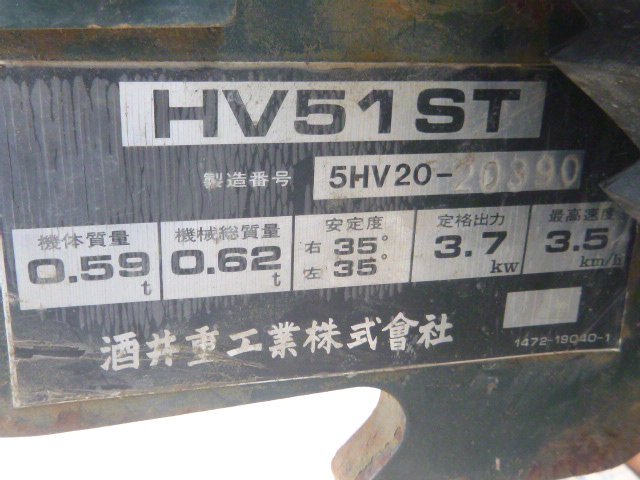 HV51ST
製造番号 5HV20-20390
機体質量 機械総質量 安定度 定格出力 最高速度
0.59 t 0.62 t 右 35° 左 35° 3.7 kw 3.5 km/h
酒井重工業株式會社
1472-19040-1